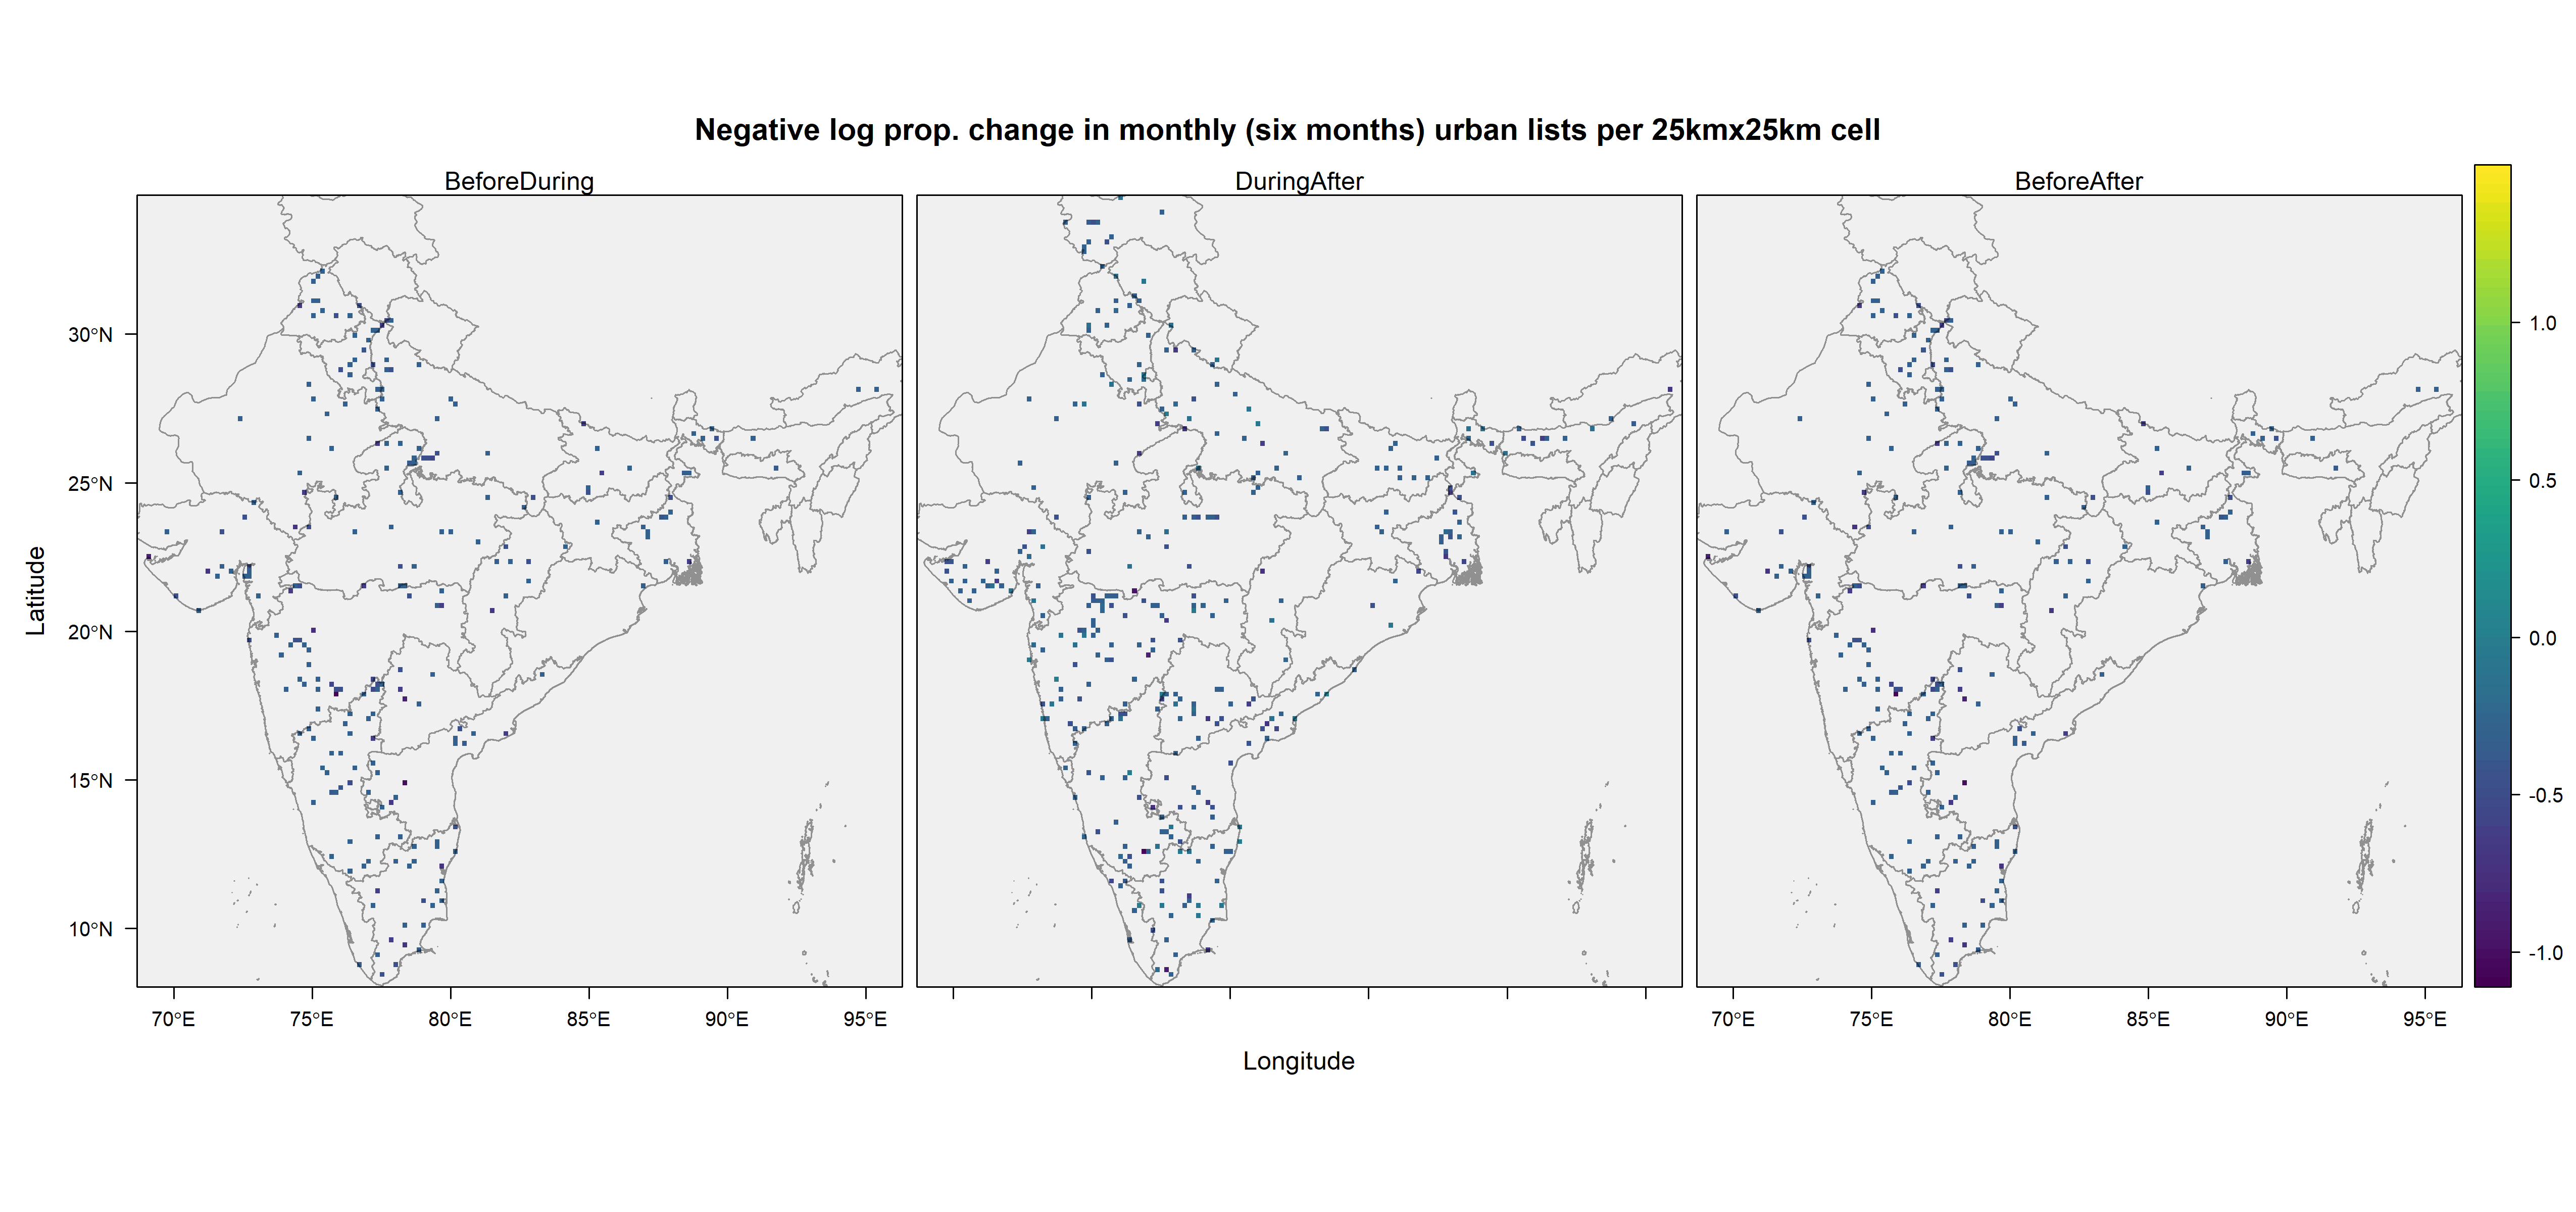 Negative log prop. change in monthly (six months) urban lists per 25kmx25km cell
BeforeDuring
DuringAfter
BeforeAfter
30°N
25°N
20°N
15°N
10°N
Latitude
1.0
0.5
0.0
-0.5
-1.0
70°E 75°E 80°E 85°E 90°E 95°E
70°E 75°E 80°E 85°E 90°E 95°E
Longitude